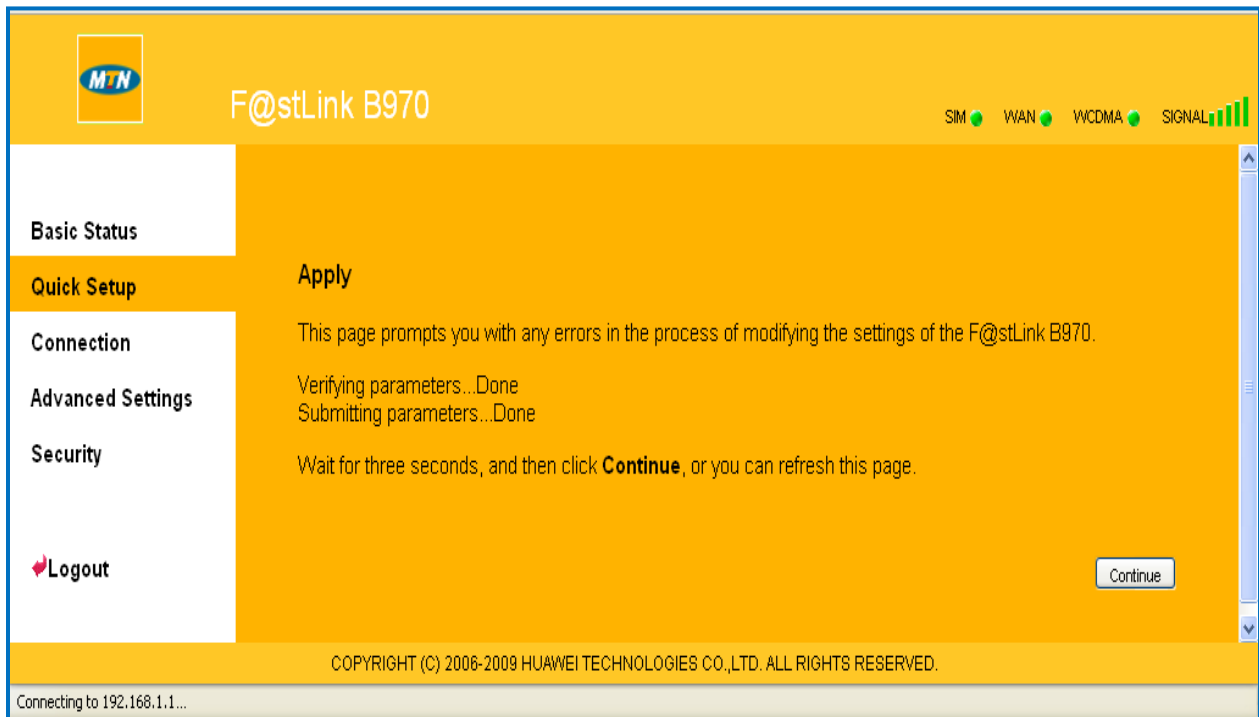 MTN
F@stLink B970
SIM WAN WCDMA SIGNAL
Basic Status
Quick Setup
Connection
Advanced Settings
Security
Logout
Apply
This page prompts you with any errors in the process of modifying the settings of the F@stLink B970.
Verifying parameters...Done
Submitting parameters...Done
Wait for three seconds, and then click Continue, or you can refresh this page.
Continue
COPYRIGHT (C) 2006-2009 HUAWEI TECHNOLOGIES CO.,LTD. ALL RIGHTS RESERVED.
Connecting to 192.168.1.1...